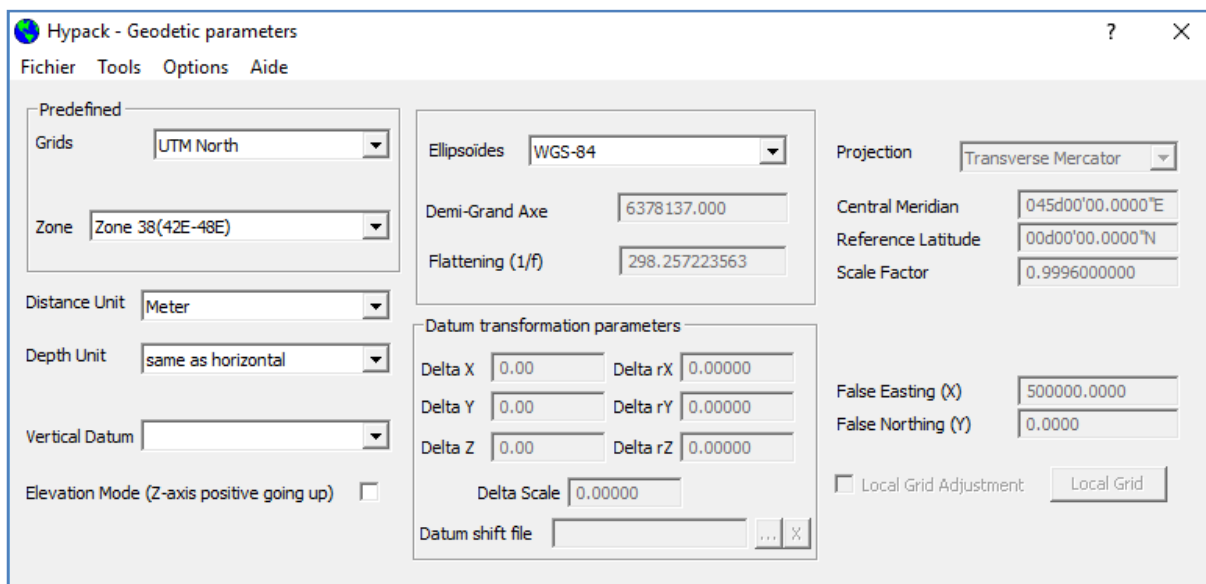 Hypack - Geodetic parameters ? X
Fichier Tools Options Aide
Predefined
Grids UTM North
Zone Zone 38(42E-48E)
Distance Unit Meter
Depth Unit same as horizontal
Vertical Datum
Elevation Mode (Z-axis positive going up)
Ellipsoïdes WGS-84
Demi-Grand Axe 6378137.000
Flattening (1/f) 298.257223563
Datum transformation parameters
Delta X 0.00 Delta rX 0.00000
Delta Y 0.00 Delta rY 0.00000
Delta Z 0.00 Delta rZ 0.00000
Delta Scale 0.00000
Datum shift file ... X
Projection Transverse Mercator
Central Meridian 045d00'00.0000"E
Reference Latitude 00d00'00.0000"N
Scale Factor 0.9996000000
False Easting (X) 500000.0000
False Northing (Y) 0.0000
Local Grid Adjustment Local Grid